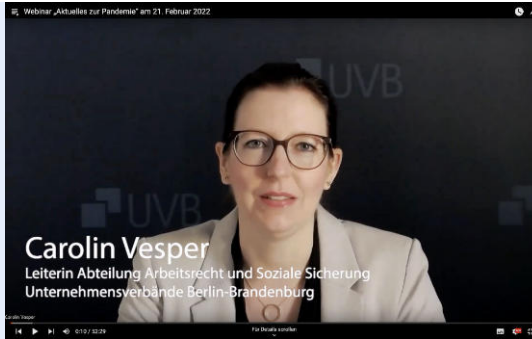 Webinar „Aktuelles zur Pandemie" am 21. Februar 2022
UVB
UVB
UVB
Carolin Vesper
Leiterin Abteilung Arbeitsrecht und Soziale Sicherung
Unternehmensverbände Berlin-Brandenburg
Carolin Vesper
0:10 / 32:29
Für Details scrollen